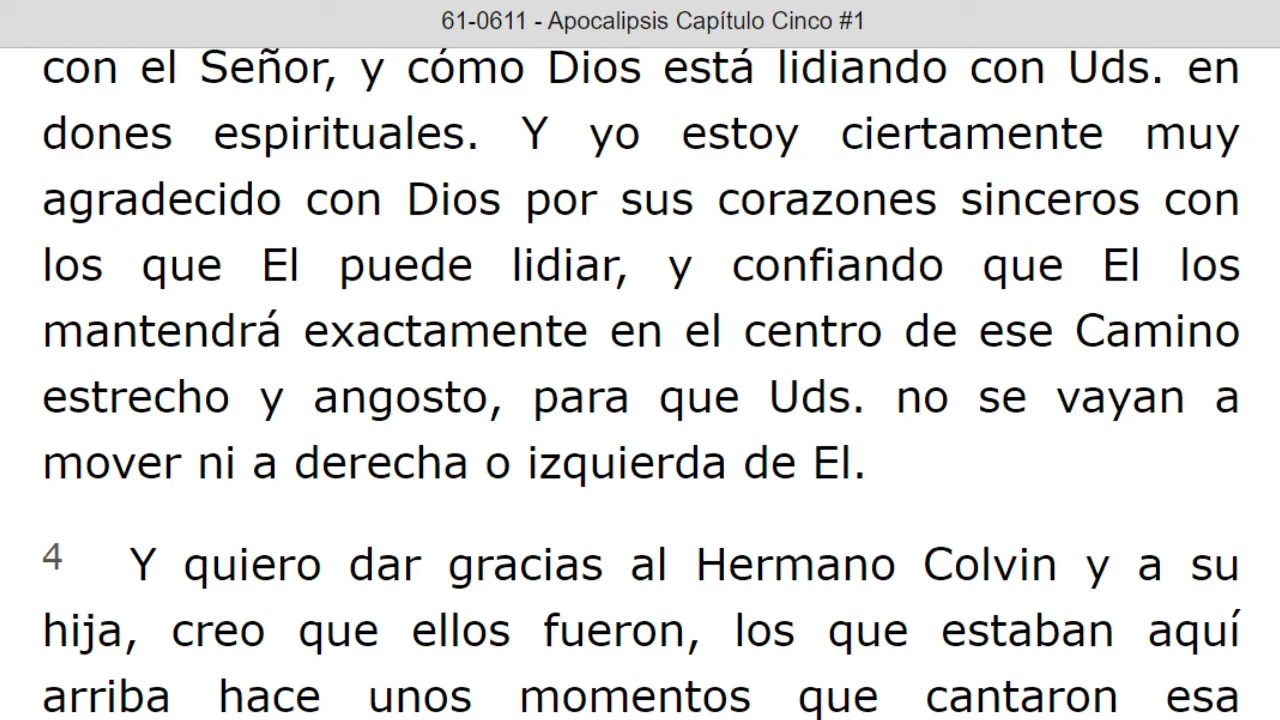 61-0611 - Apocalipsis Capítulo Cinco #1
con el Señor, y cómo Dios está lidiando con Uds. en
dones espirituales. Y yo estoy ciertamente muy
agradecido con Dios por sus corazones sinceros con
los que El puede lidiar, y confiando que El los
mantendrá exactamente en el centro de ese Camino
estrecho y angosto, para que Uds. no se vayan a
mover ni a derecha o izquierda de El.
4 Y quiero dar gracias al Hermano Colvin y a su
hija, creo que ellos fueron, los que estaban aquí
arriba hace unos momentos que cantaron esa